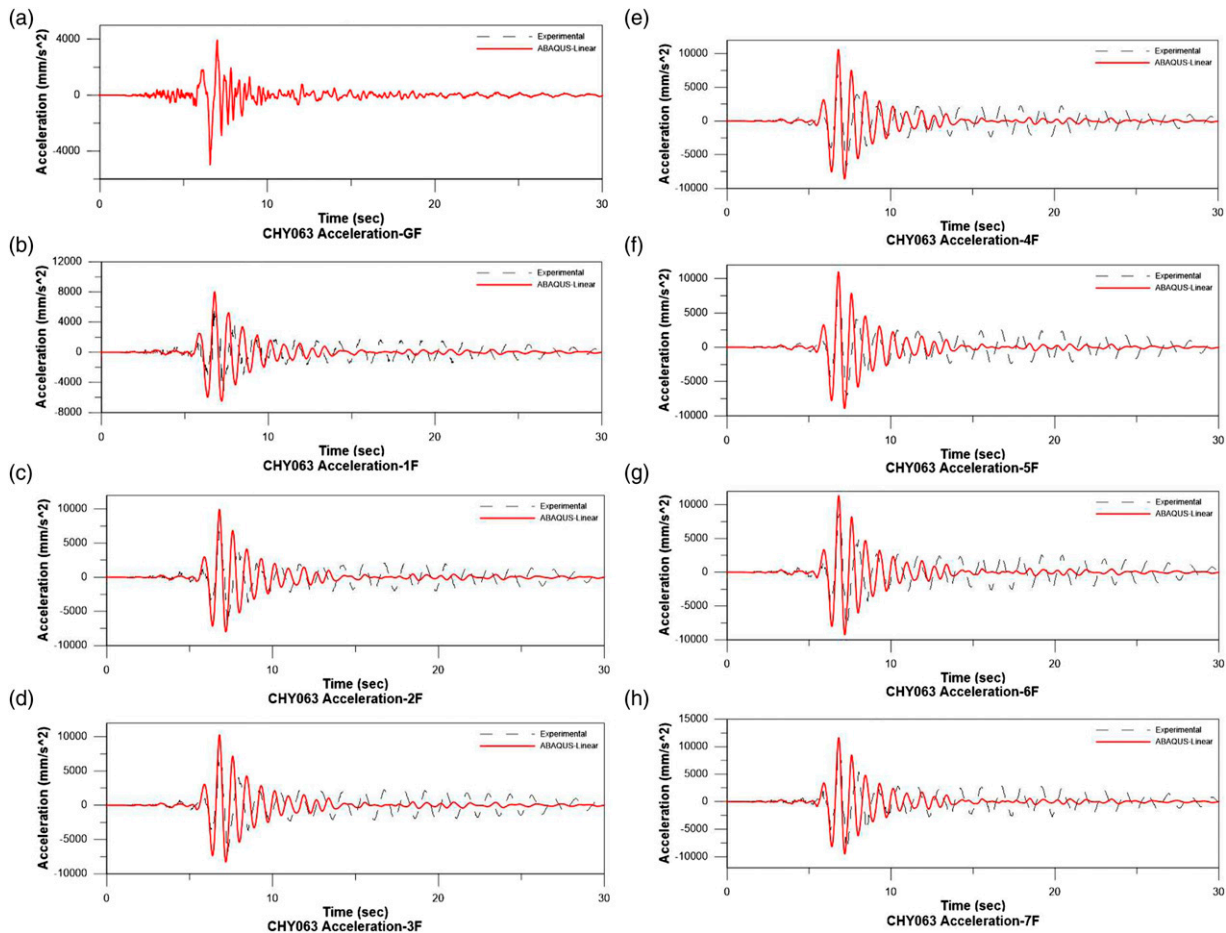 (a)
Acceleration (mm/s^2)
4000
0
-4000
Experimental
ABAQUS-Linear
0
10
20
30
Time (sec)
CHY063 Acceleration-GF
(b)
Acceleration (mm/s^2)
12000
8000
4000
0
-4000
-8000
Experimental
ABAQUS-Linear
0
10
20
30
Time (sec)
CHY063 Acceleration-1F
(c)
Acceleration (mm/s^2)
10000
5000
0
-5000
-10000
Experimental
ABAQUS-Linear
0
10
20
30
Time (sec)
CHY063 Acceleration-2F
(d)
Acceleration (mm/s^2)
10000
5000
0
-5000
-10000
Experimental
ABAQUS-Linear
0
10
20
30
Time (sec)
CHY063 Acceleration-3F
(e)
Acceleration (mm/s^2)
10000
5000
0
-5000
-10000
Experimental
ABAQUS-Linear
0
10
20
30
Time (sec)
CHY063 Acceleration-4F
(f)
Acceleration (mm/s^2)
10000
5000
0
-5000
-10000
Experimental
ABAQUS-Linear
0
10
20
30
Time (sec)
CHY063 Acceleration-5F
(g)
Acceleration (mm/s^2)
10000
5000
0
-5000
-10000
Experimental
ABAQUS-Linear
0
10
20
30
Time (sec)
CHY063 Acceleration-6F
(h)
Acceleration (mm/s^2)
15000
10000
5000
0
-5000
-10000
Experimental
ABAQUS-Linear
0
10
20
30
Time (sec)
CHY063 Acceleration-7F